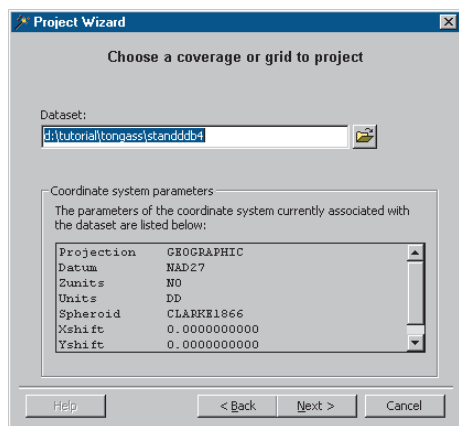 Project Wizard
Choose a coverage or grid to project
Dataset:
d:\tutorial\tongass\standddb4
Coordinate system parameters
The parameters of the coordinate system currently associated with
the dataset are listed below:
Projection GEOGRAPHIC
Datum NAD27
Zunits NO
Units DD
Spheroid CLARKE1866
Xshift 0.0000000000
Yshift 0.0000000000
Help < Back Next > Cancel